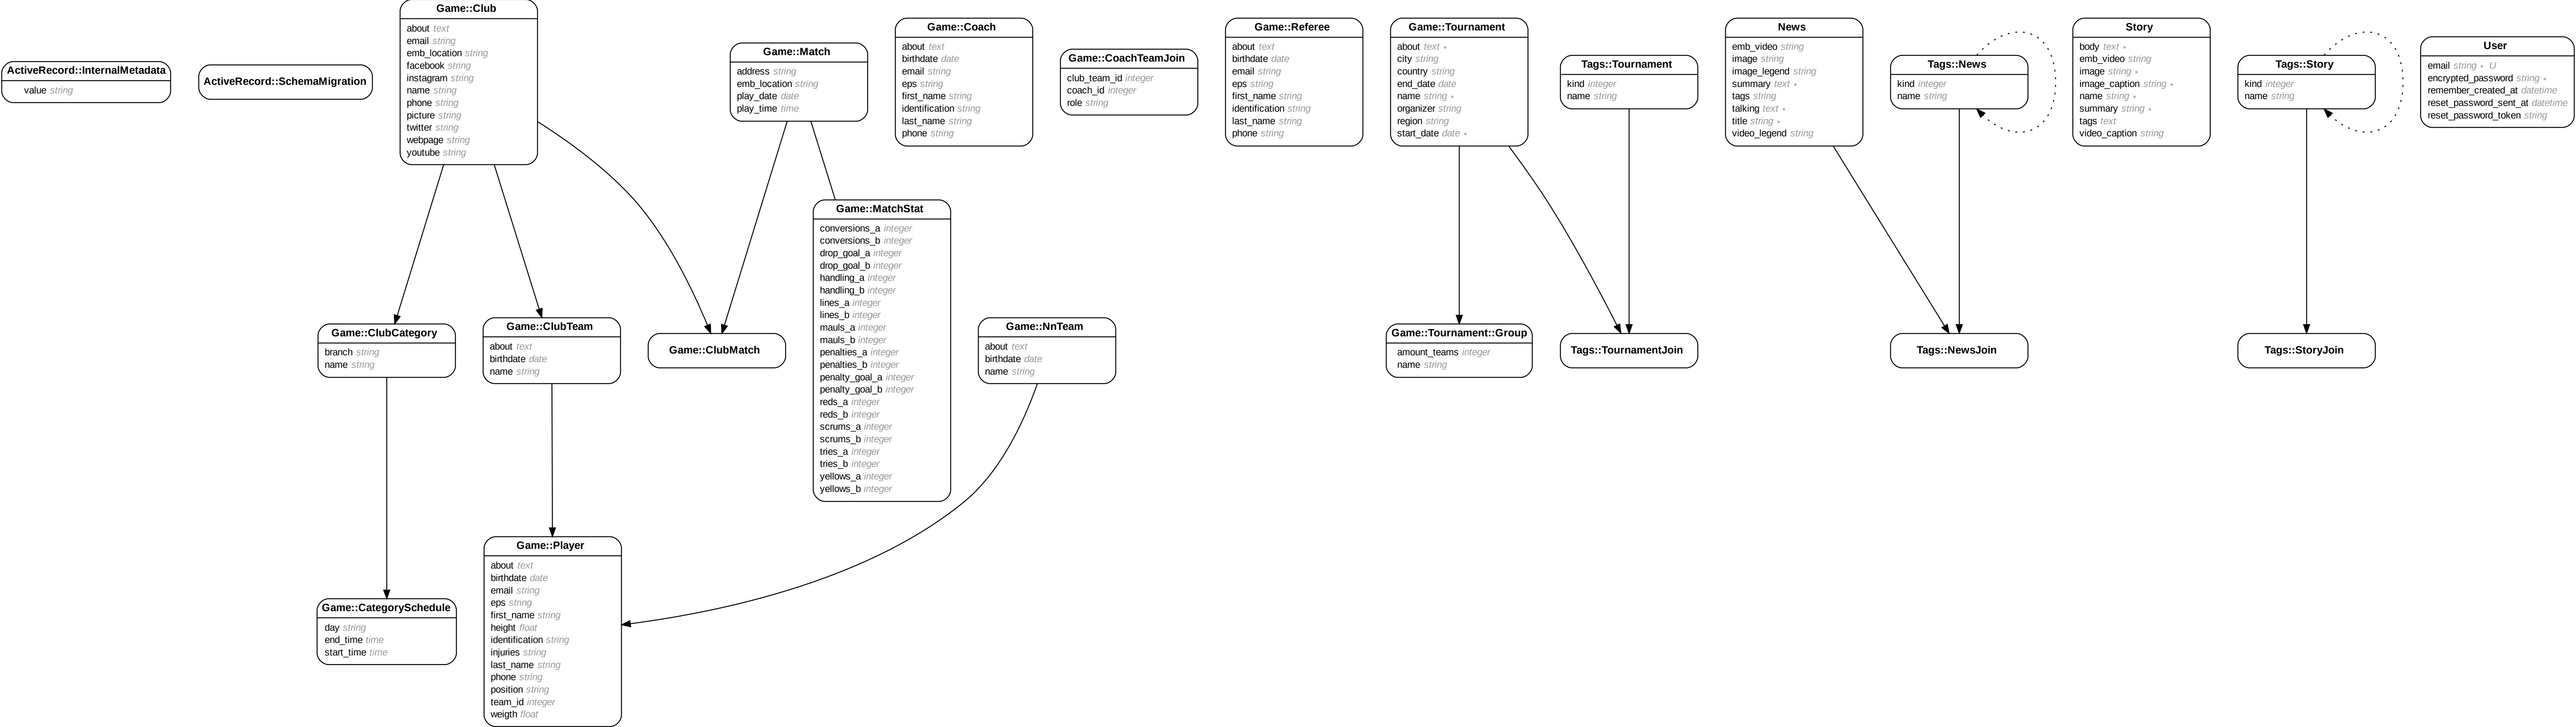 ActiveRecord::InternalMetadata
value string
ActiveRecord::SchemaMigration
Game::Club
about text
email string
emb_location string
facebook string
instagram string
name string
phone string
picture string
twitter string
webpage string
youtube string
Game::Match
address string
emb_location string
play_date date
play_time time
Game::Coach
about text
birthdate date
email string
eps string
first_name string
identification string
last_name string
phone string
Game::CoachTeamJoin
club_team_id integer
coach_id integer
role string
Game::Referee
about text
birthdate date
email string
eps string
first_name string
identification string
last_name string
phone string
Game::Tournament
about text ∗
city string
country string
end_date date
name string ∗
organizer string
region string
start_date date ∗
Tags::Tournament
kind integer
name string
News
emb_video string
image string
image_legend string
summary text ∗
tags string
talking text ∗
title string ∗
video_legend string
Tags::News
kind integer
name string
Story
body text ∗
emb_video string
image string ∗
image_caption string ∗
name string ∗
summary string ∗
tags text
video_caption string
Tags::Story
kind integer
name string
User
email string ∗ U
encrypted_password string ∗
remember_created_at datetime
reset_password_sent_at datetime
reset_password_token string
Game::MatchStat
conversions_a integer
conversions_b integer
drop_goal_a integer
drop_goal_b integer
handling_a integer
handling_b integer
lines_a integer
lines_b integer
mauls_a integer
mauls_b integer
penalties_a integer
penalties_b integer
penalty_goal_a integer
penalty_goal_b integer
reds_a integer
reds_b integer
scrums_a integer
scrums_b integer
tries_a integer
tries_b integer
yellows_a integer
yellows_b integer
Game::ClubCategory
branch string
name string
Game::ClubTeam
about text
birthdate date
name string
Game::ClubMatch
Game::NnTeam
about text
birthdate date
name string
Game::Tournament::Group
amount_teams integer
name string
Tags::TournamentJoin
Tags::NewsJoin
Tags::StoryJoin
Game::CategorySchedule
day string
end_time time
start_time time
Game::Player
about text
birthdate date
email string
eps string
first_name string
height float
identification string
injuries string
last_name string
phone string
position string
team_id integer
weigth float